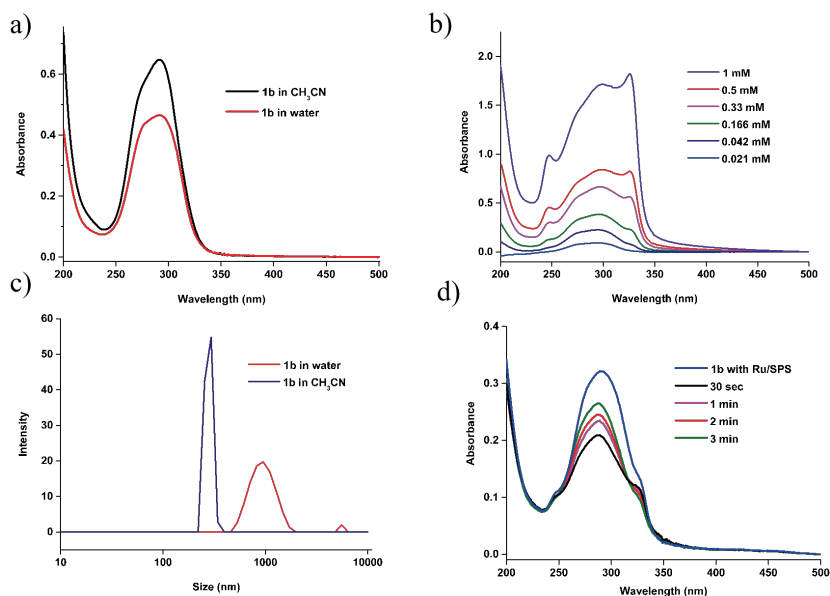 a)
0.6
0.4
0.2
0.0
Absorbance
200 250 300 350 400 450 500
Wavelength (nm)
1b in CH₃CN
1b in water
b)
2.0
1.5
1.0
0.5
0.0
Absorbance
200 250 300 350 400 450 500
Wavelength (nm)
1 mM
0.5 mM
0.33 mM
0.166 mM
0.042 mM
0.021 mM
c)
60
50
40
30
20
10
0
Intensity
10 100 1000 10000
Size (nm)
1b in water
1b in CH₃CN
d)
0.4
0.3
0.2
0.1
0.0
Absorbance
200 250 300 350 400 450 500
Wavelength (nm)
1b with Ru/SPS
30 sec
1 min
2 min
3 min